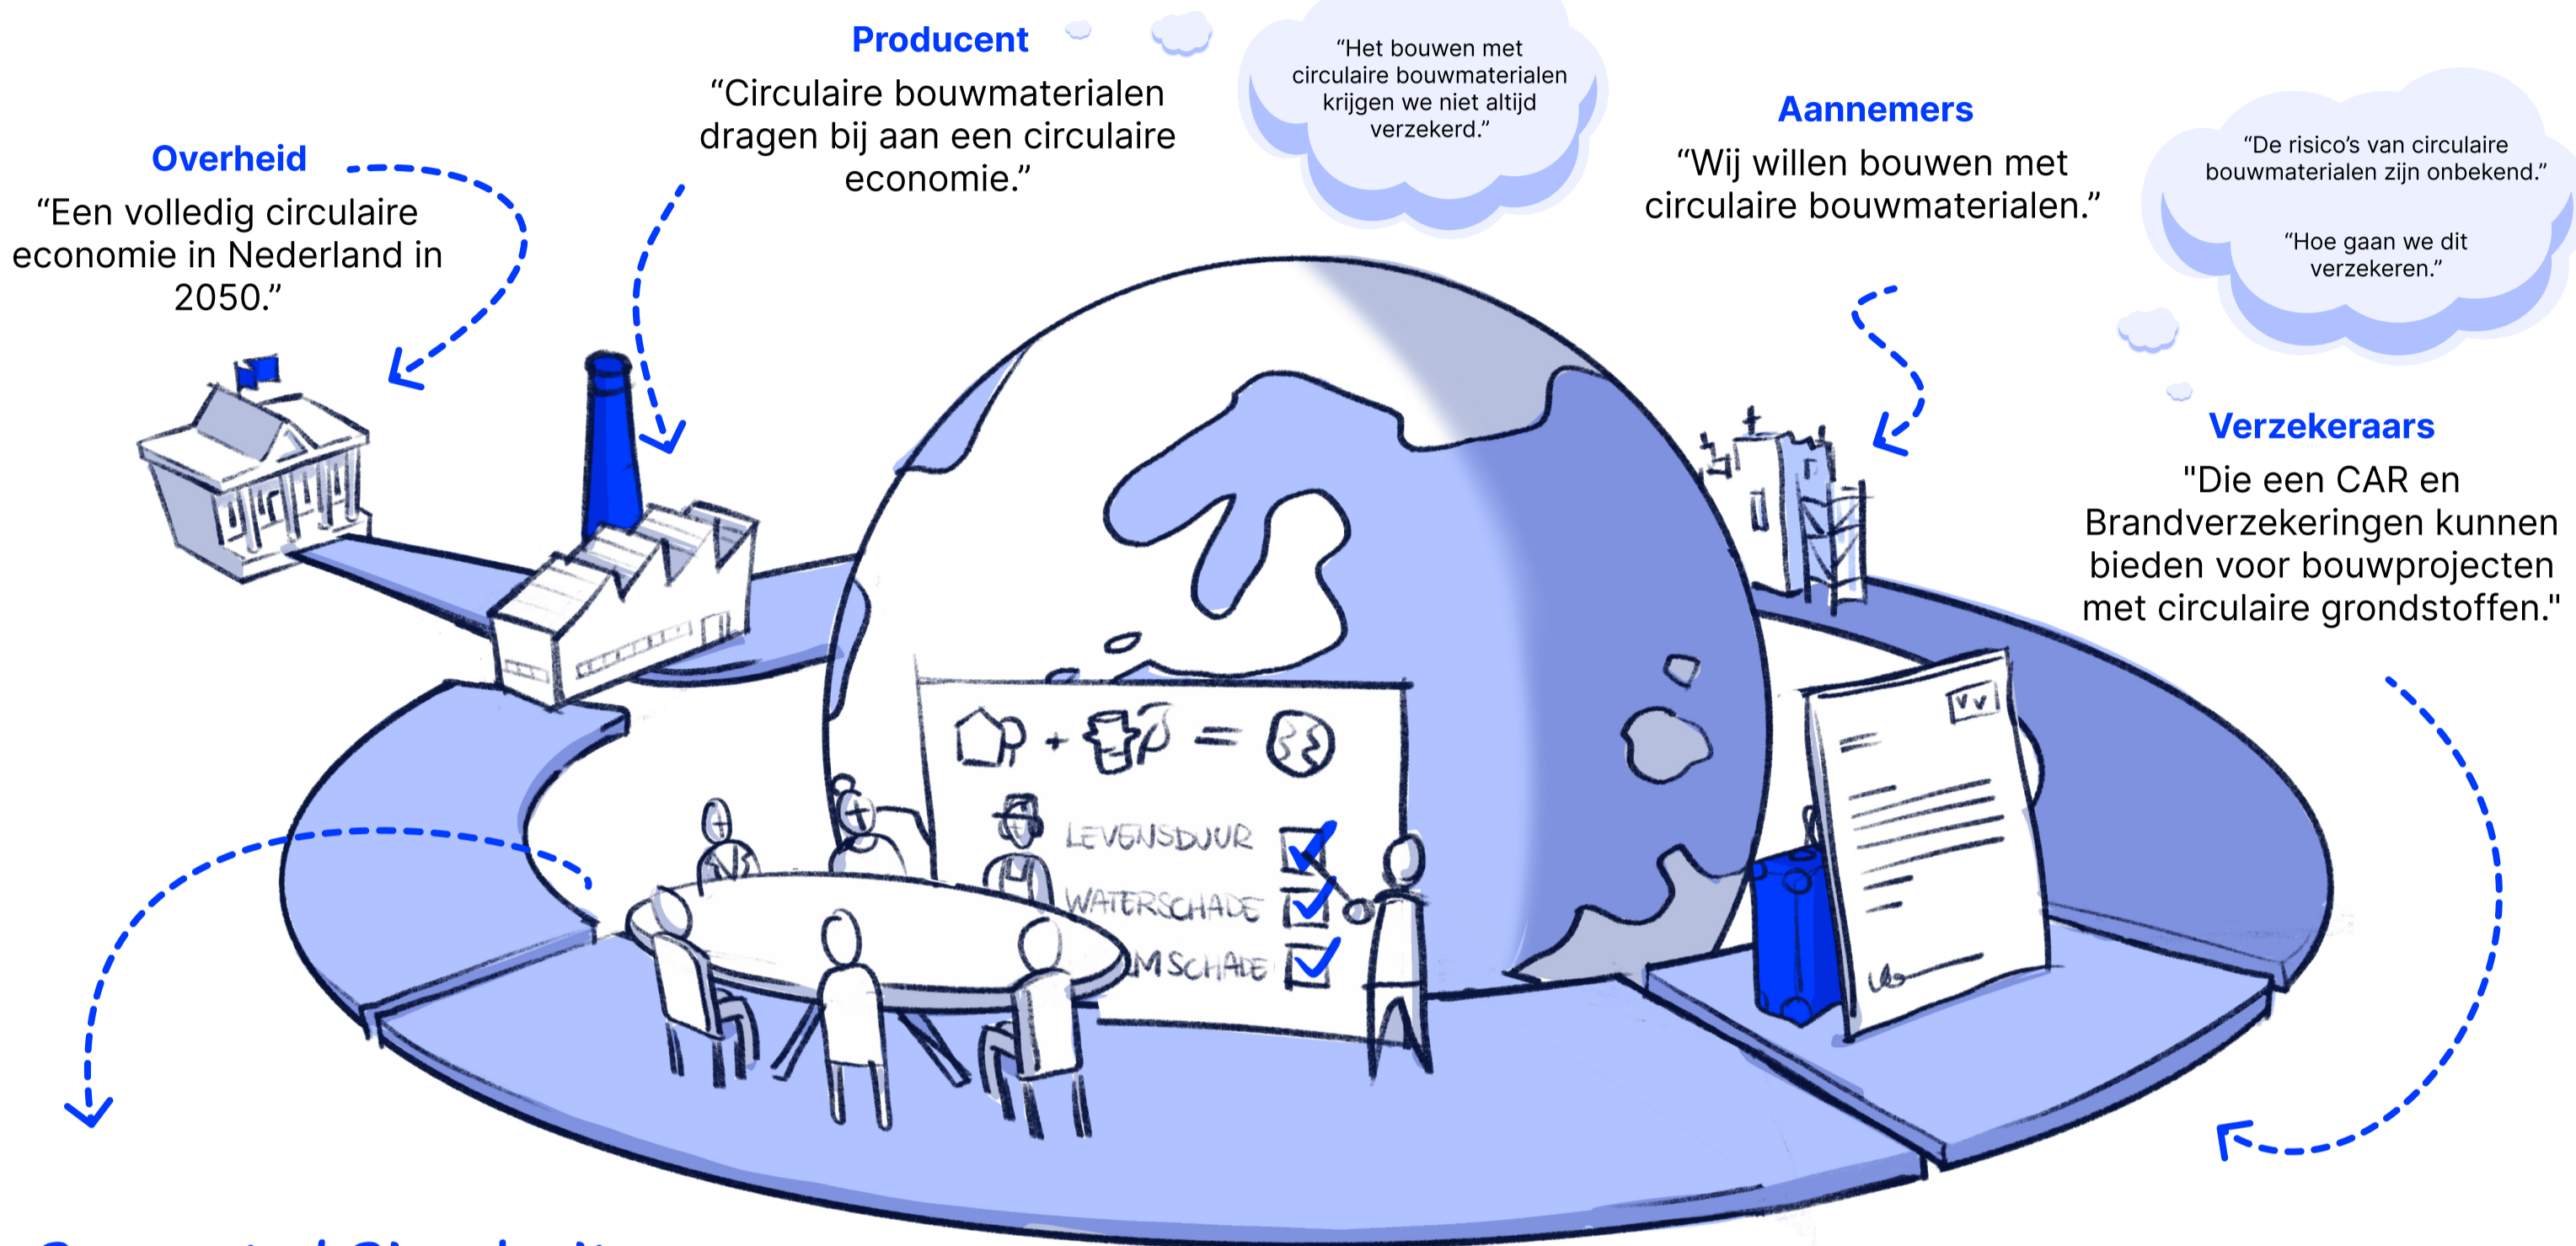 Producent
“Circulaire bouwmaterialen
dragen bij aan een circulaire
economie.”
“Het bouwen met
circulaire bouwmaterialen
krijgen we niet altijd
verzekerd.”
Aannemers
“Wij willen bouwen met
circulaire bouwmaterialen.”
“De risico’s van circulaire
bouwmaterialen zijn onbekend.”
“Hoe gaan we dit
verzekeren.”
Overheid
“Een volledig circulaire
economie in Nederland in
2050.”
Verzekeraars
"Die een CAR en
Brandverzekeringen kunnen
bieden voor bouwprojecten
met circulaire grondstoffen."
+ =
LEVENSDUUR
WATERSCHADE
MSCHADE